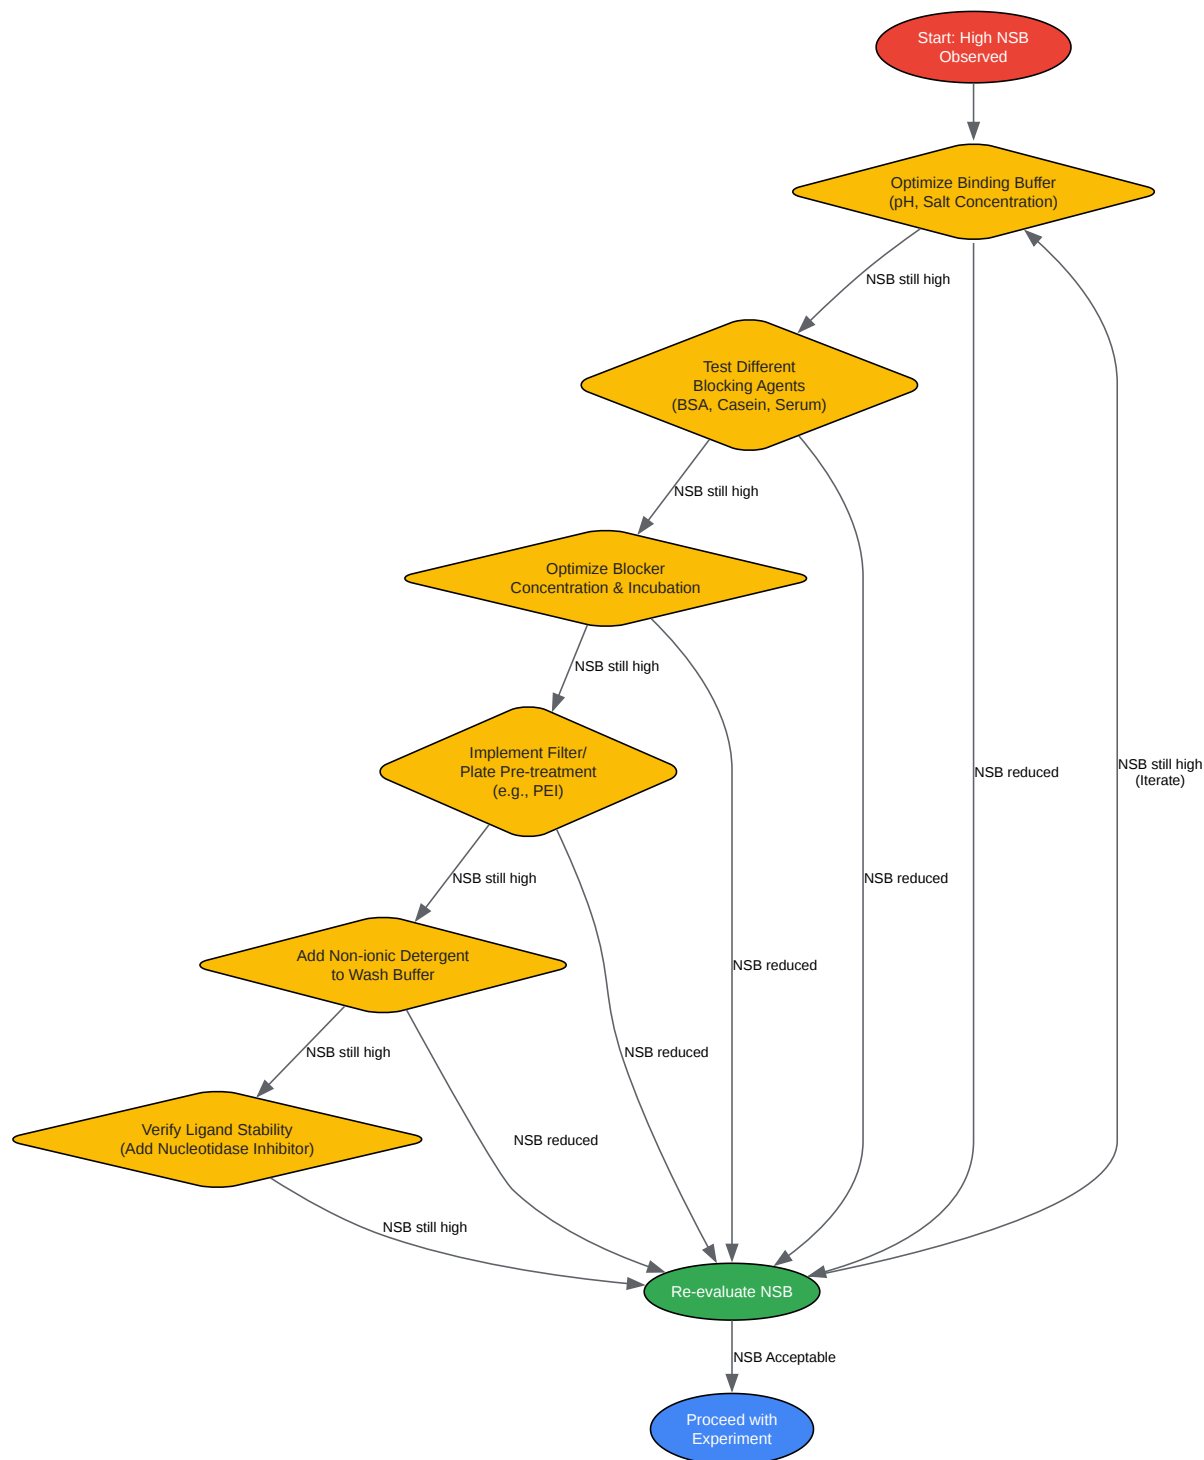 Start: High NSB
Observed
Optimize Binding Buffer
(pH, Salt Concentration)
NSB still high
Test Different
Blocking Agents
(BSA, Casein, Serum)
NSB still high
Optimize Blocker
Concentration & Incubation
NSB still high
Implement Filter/
Plate Pre-treatment
(e.g., PEI)
NSB reduced
NSB still high
(Iterate)
NSB still high
NSB reduced
Add Non-ionic Detergent
to Wash Buffer
NSB reduced
NSB still high
NSB reduced
Verify Ligand Stability
(Add Nucleotidase Inhibitor)
NSB reduced
NSB still high
Re-evaluate NSB
NSB Acceptable
Proceed with
Experiment